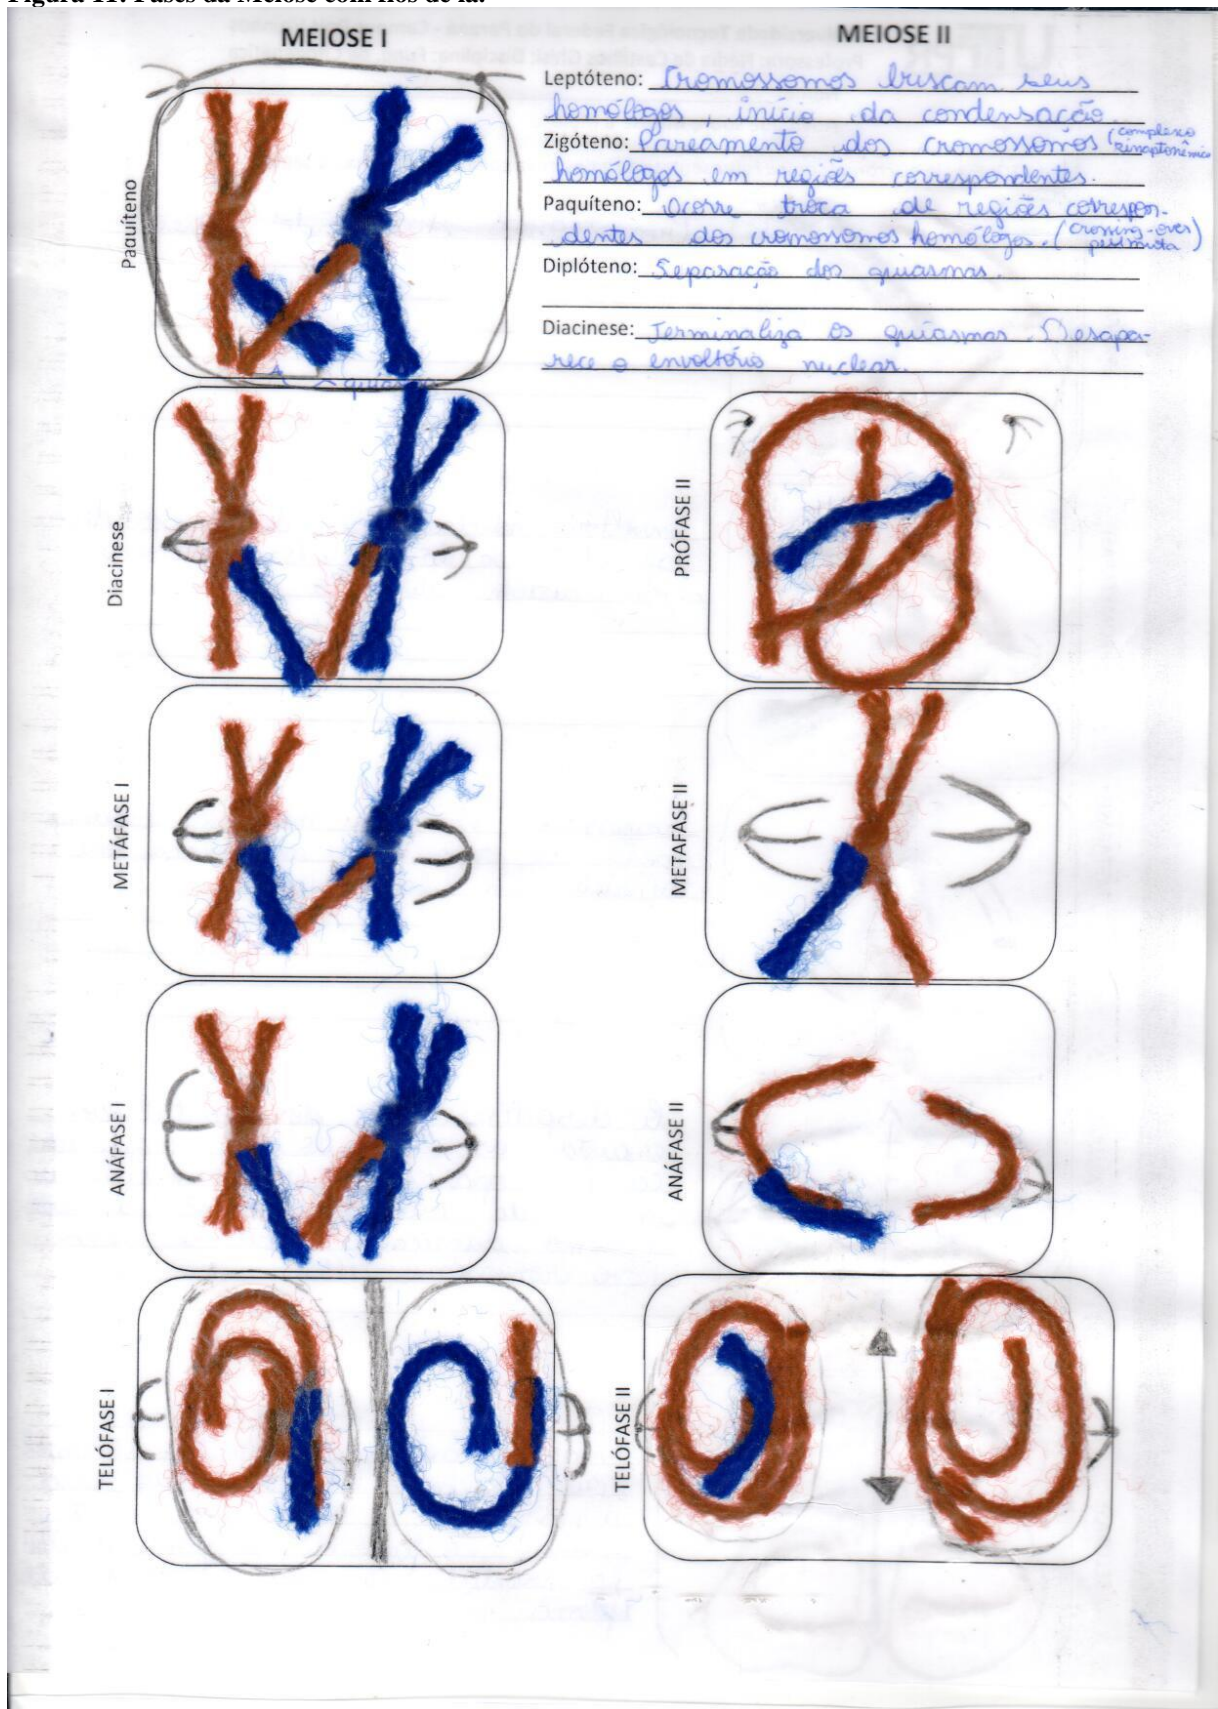 Figura 11: Fases da Meiose com fios de lã.
MEIOSE I
MEIOSE II
Leptóteno: Cromossomos buscam seus
homólogos, início da condensação.
Zigóteno: Pareamento dos cromossomos (complexo sinaptonêmico
homólogos em regiões correspondentes.
Paquíteno: Ocorre troca de regiões correspon-
dentes dos cromossomos homólogos. (crossing-over) permuta
Diplóteno: Separação dos quiasmas.
Diacinese: Terminaliza os quiasmas. Desapa-
rece o envoltório nuclear.
Paquíteno
quiasma
Diacinese
PRÓFASE II
METÁFASE I
METAFASE II
ANÁFASE I
ANÁFASE II
TELÓFASE I
TELÓFASE II